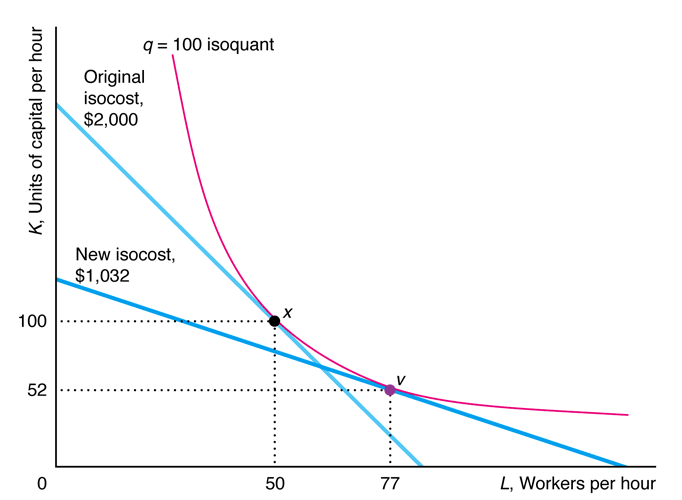 q = 100 isoquant
Original
isocost,
$2,000
K, Units of capital per hour
New isocost,
$1,032
100
x
52
v
0
50
77
L, Workers per hour